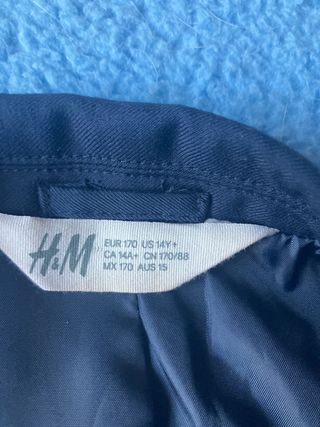 H&M
EUR 170 US 14Y+
CA 14A+ CN 170/88
MX 170 AUS 15